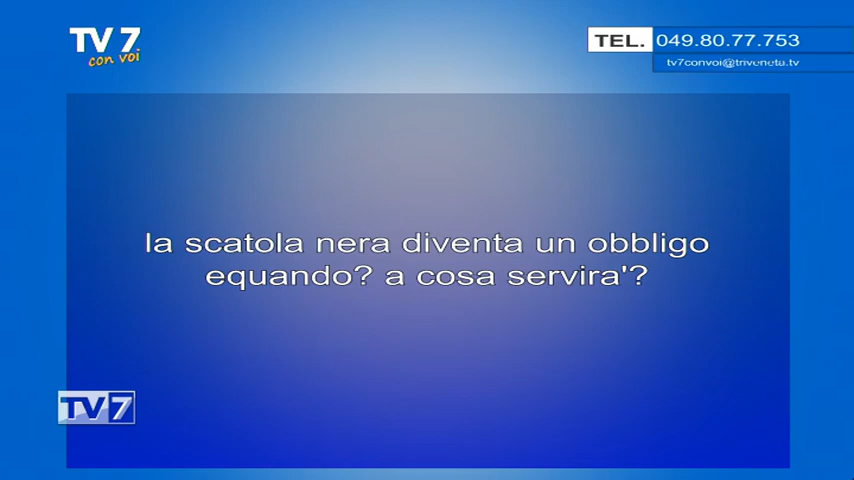 TV 7
con voi
TEL. 049.80.77.753
tv7convoi@triveneta.tv
la scatola nera diventa un obbligo
equando? a cosa servira'?
TV7